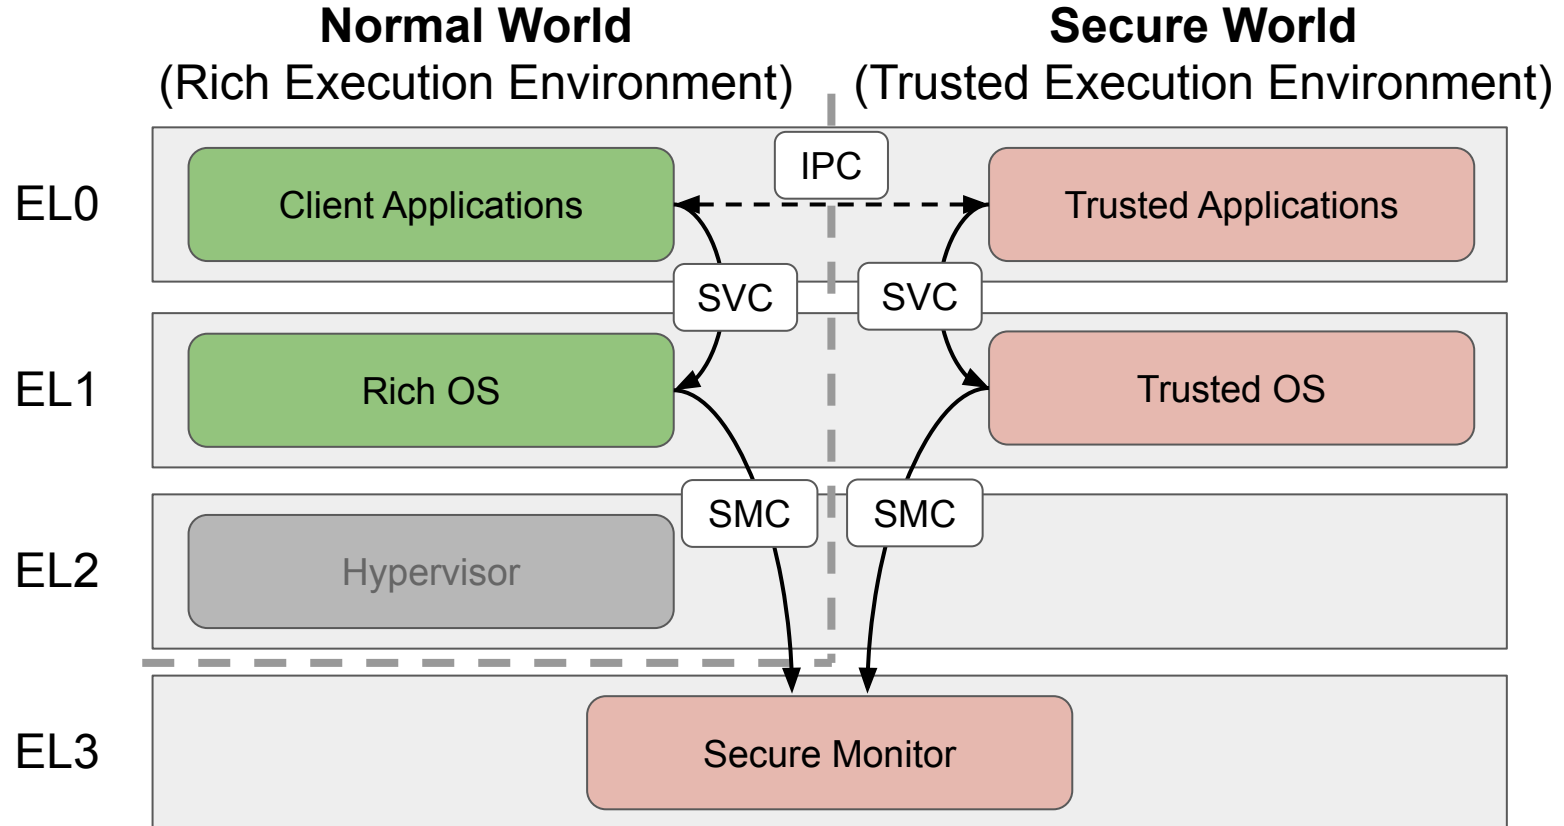 Normal World
(Rich Execution Environment)
Secure World
(Trusted Execution Environment)
EL0
Client Applications
IPC
Trusted Applications
SVC
SVC
EL1
Rich OS
Trusted OS
SMC
SMC
EL2
Hypervisor
EL3
Secure Monitor